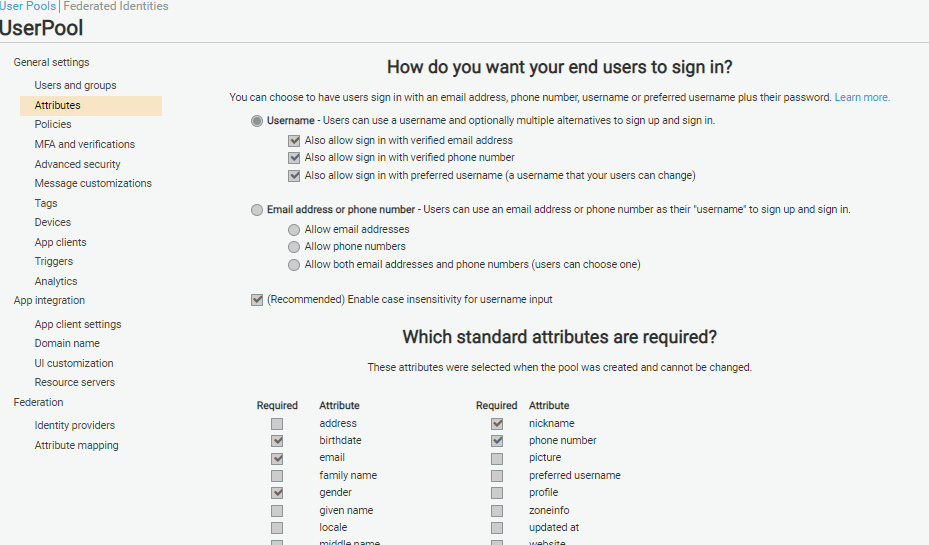 User Pools | Federated Identities
UserPool
General settings
Users and groups
Attributes
Policies
MFA and verifications
Advanced security
Message customizations
Tags
Devices
App clients
Triggers
Analytics
App integration
App client settings
Domain name
UI customization
Resource servers
Federation
Identity providers
Attribute mapping
How do you want your end users to sign in?
You can choose to have users sign in with an email address, phone number, username or preferred username plus their password. Learn more.
Username - Users can use a username and optionally multiple alternatives to sign up and sign in.
Also allow sign in with verified email address
Also allow sign in with verified phone number
Also allow sign in with preferred username (a username that your users can change)
Email address or phone number - Users can use an email address or phone number as their "username" to sign up and sign in.
Allow email addresses
Allow phone numbers
Allow both email addresses and phone numbers (users can choose one)
(Recommended) Enable case insensitivity for username input
Which standard attributes are required?
These attributes were selected when the pool was created and cannot be changed.
Required Attribute Required Attribute
address nickname
birthdate phone number
email picture
family name preferred username
gender profile
given name zoneinfo
locale updated at
middle name website